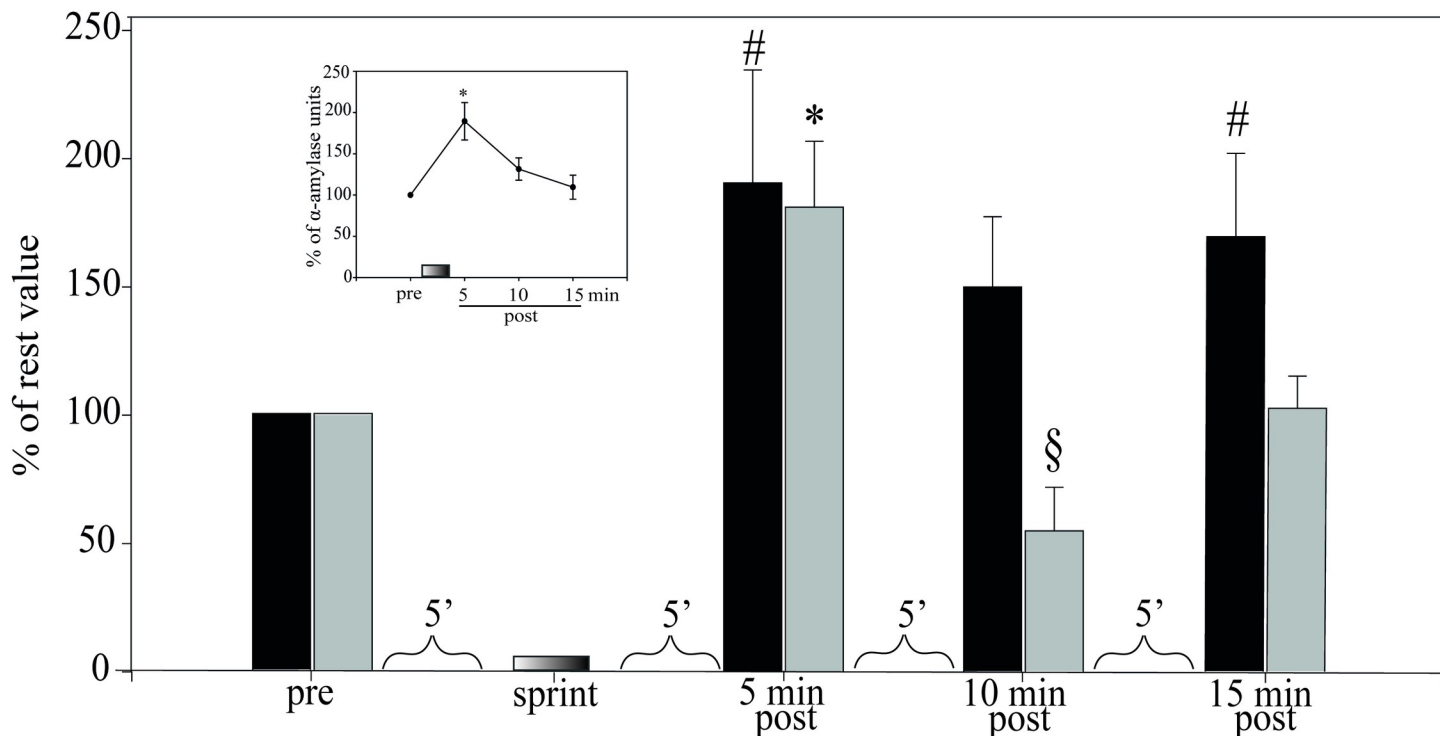 % of rest value
250
200
150
100
50
0
#
*
§
#
5’
5’
5’
5’
pre
sprint
5 min
post
10 min
post
15 min
post
% of α-amylase units
250
200
150
100
50
0
*
pre
5
10
15 min
post